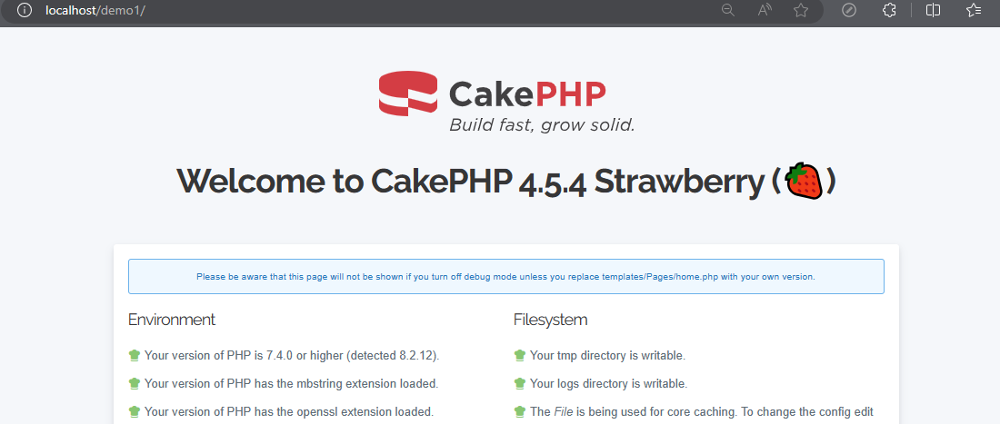 localhost/demo1/
CakePHP
Build fast, grow solid.
Welcome to CakePHP 4.5.4 Strawberry (🍓)
Please be aware that this page will not be shown if you turn off debug mode unless you replace templates/Pages/home.php with your own version.
Environment
Your version of PHP is 7.4.0 or higher (detected 8.2.12).
Your version of PHP has the mbstring extension loaded.
Your version of PHP has the openssl extension loaded.
Filesystem
Your tmp directory is writable.
Your logs directory is writable.
The File is being used for core caching. To change the config edit